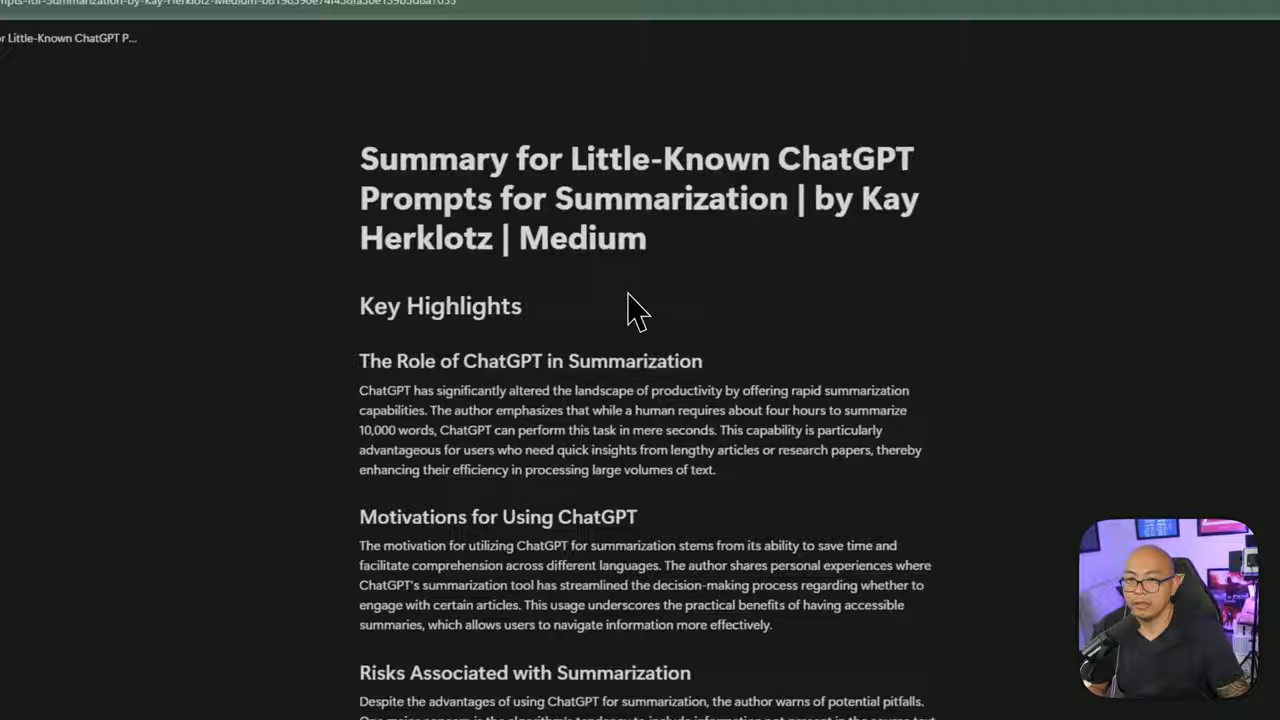 or Little-Known ChatGPT P...
Summary for Little-Known ChatGPT
Prompts for Summarization | by Kay
Herklotz | Medium
Key Highlights
The Role of ChatGPT in Summarization
ChatGPT has significantly altered the landscape of productivity by offering rapid summarization
capabilities. The author emphasizes that while a human requires about four hours to summarize
10,000 words, ChatGPT can perform this task in mere seconds. This capability is particularly
advantageous for users who need quick insights from lengthy articles or research papers, thereby
enhancing their efficiency in processing large volumes of text.
Motivations for Using ChatGPT
The motivation for utilizing ChatGPT for summarization stems from its ability to save time and
facilitate comprehension across different languages. The author shares personal experiences where
ChatGPT's summarization tool has streamlined the decision-making process regarding whether to
engage with certain articles. This usage underscores the practical benefits of having accessible
summaries, which allows users to navigate information more effectively.
Risks Associated with Summarization
Despite the advantages of using ChatGPT for summarization, the author warns of potential pitfalls.